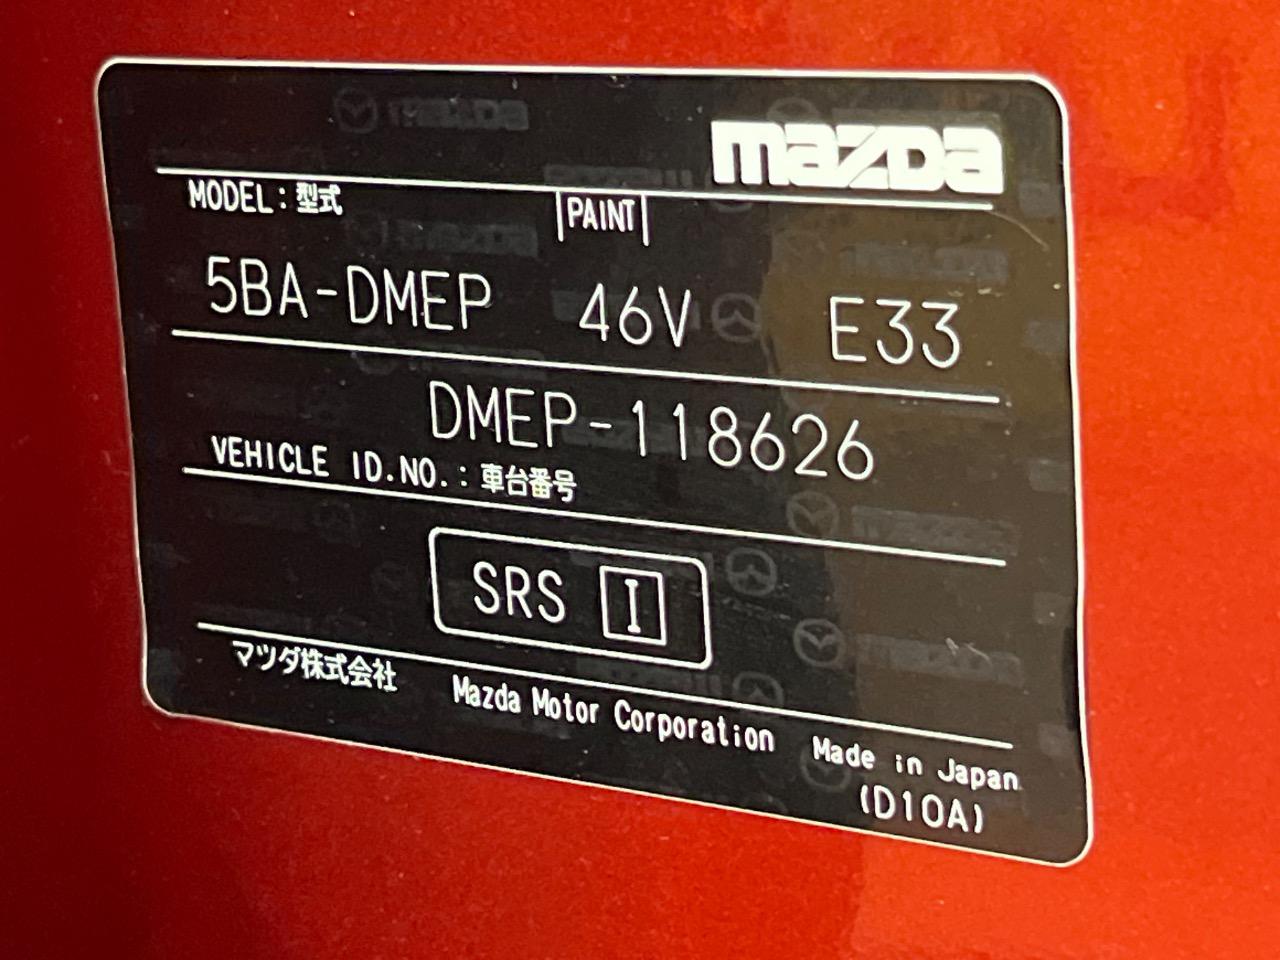 mazda
MODEL:型式 PAINT
5BA-DMEP 46V E33
DMEP-118626
VEHICLE ID.NO.:車台番号
SRS I
マツダ株式会社 Mazda Motor Corporation Made in Japan
(D10A)